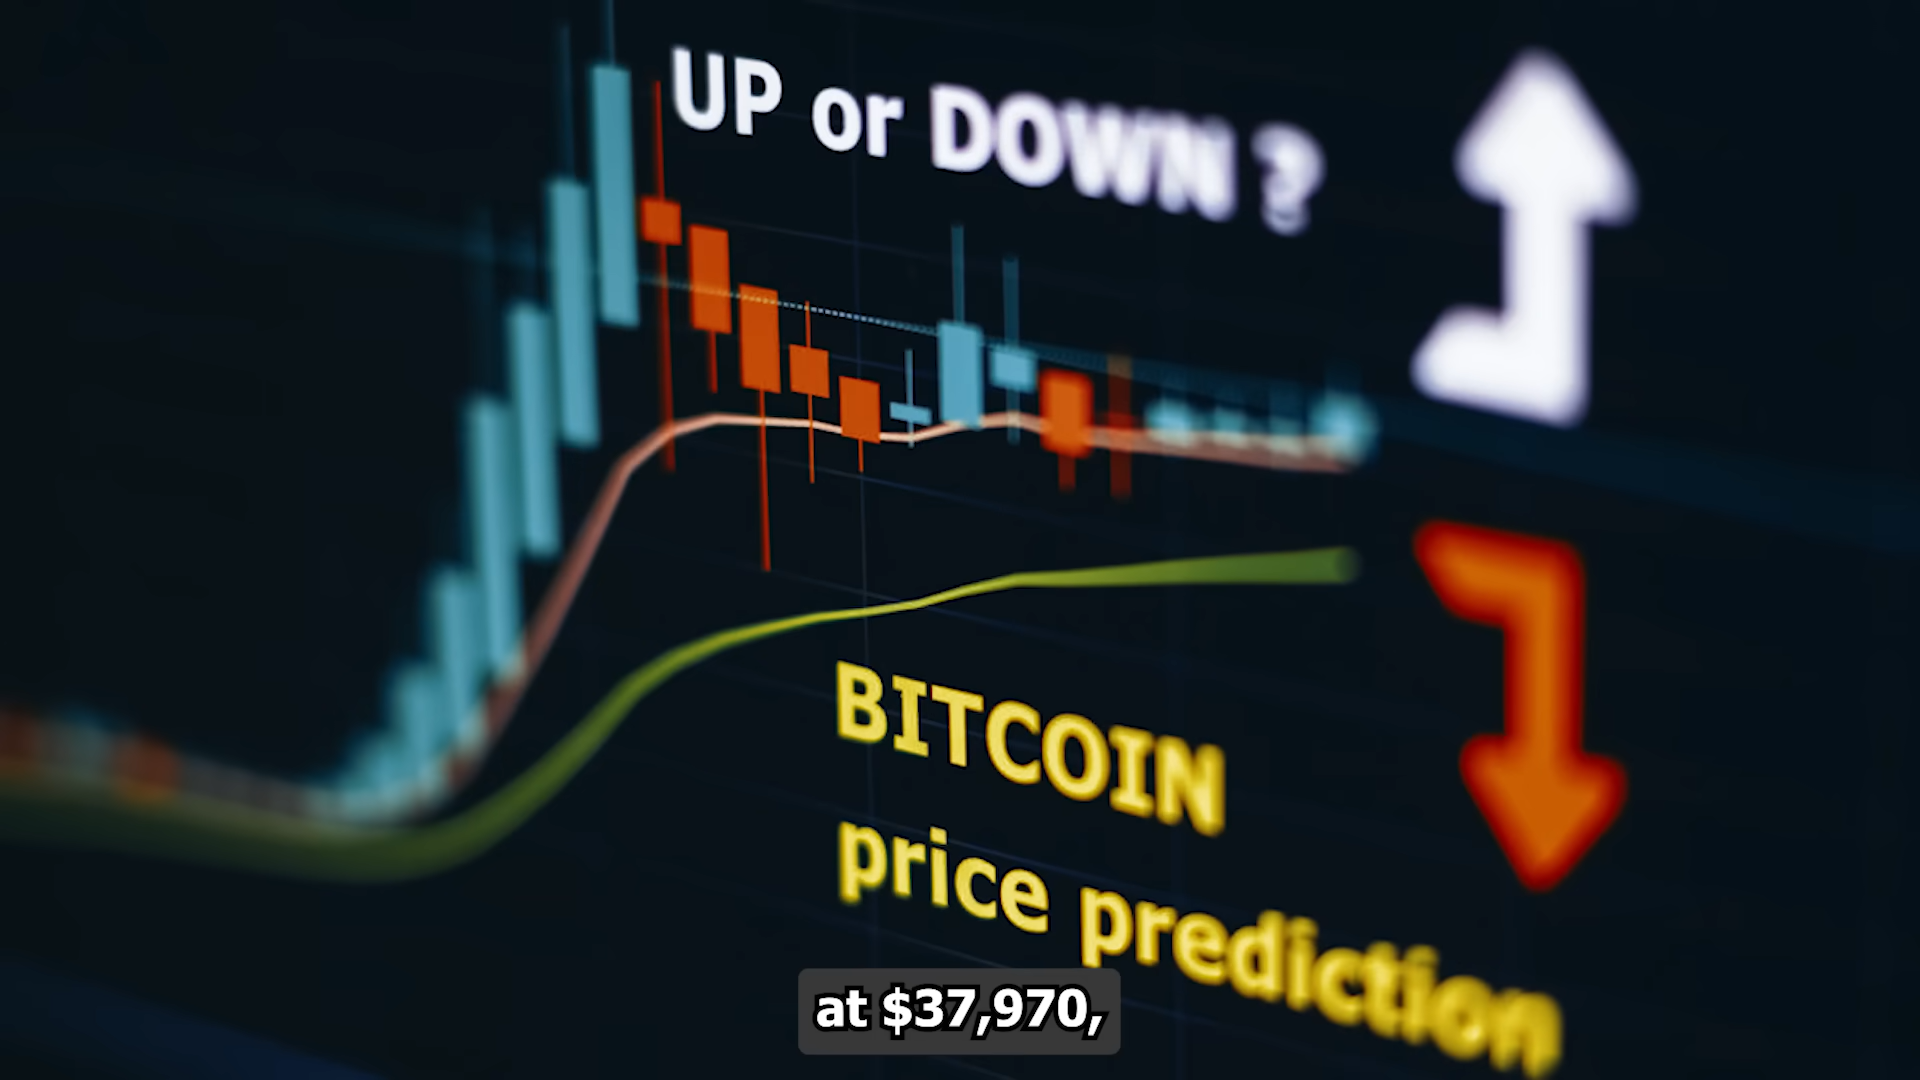 UP or DOWN ?
BITCOIN
price prediction
at $37,970,